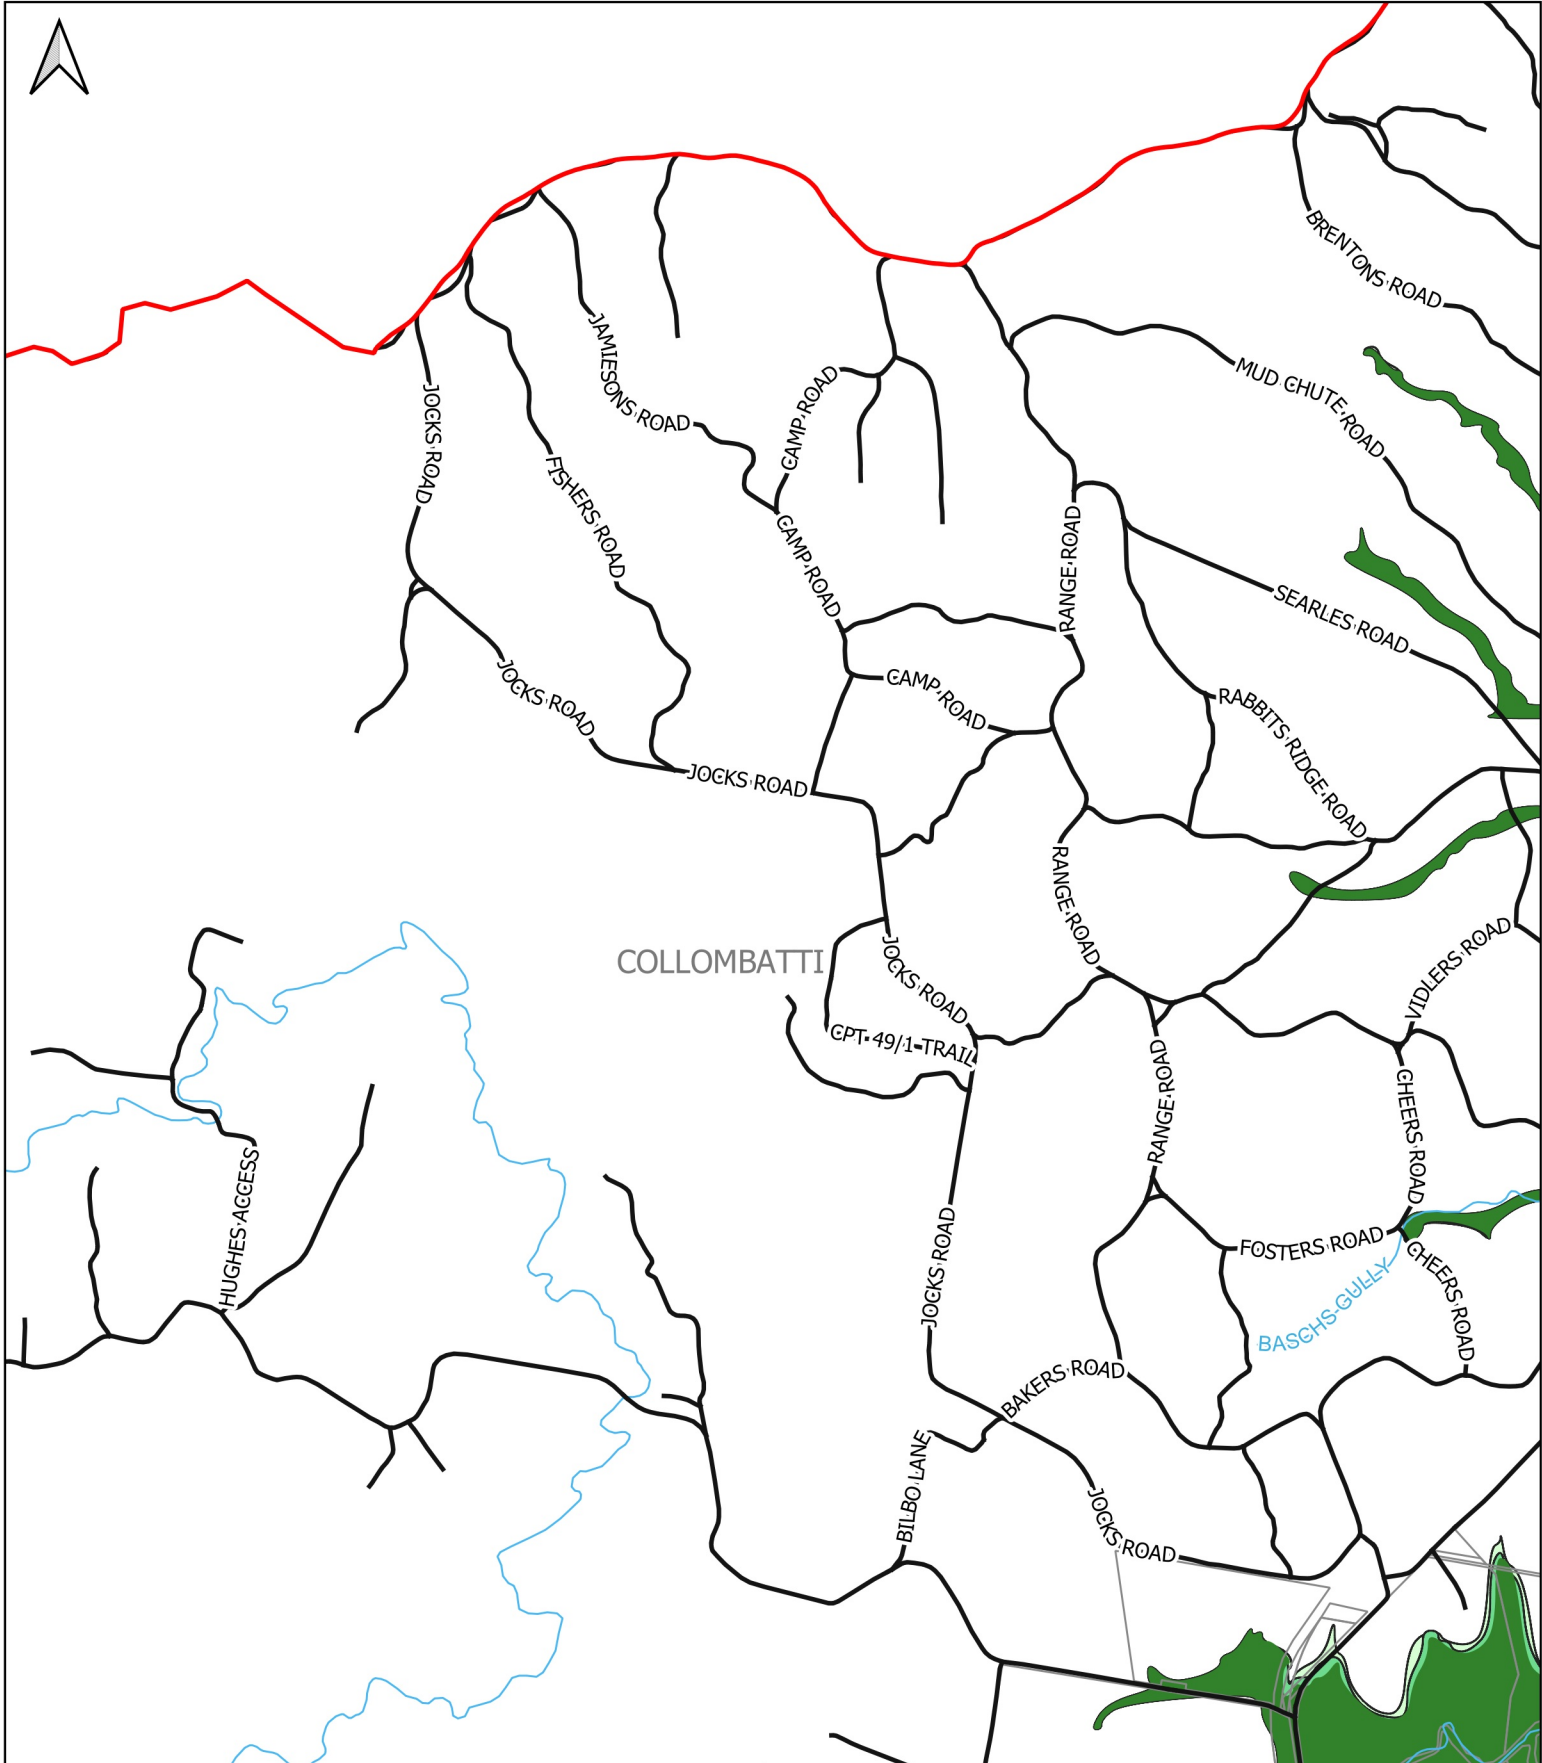 BRENTONS ROAD
JAMIESONS ROAD
MUD CHUTE ROAD
JOCKS ROAD
CAMP ROAD
FISHERS ROAD
CAMP ROAD
RANGE ROAD
SEARLES ROAD
JOCKS ROAD
CAMP ROAD
RABBITS RIDGE ROAD
JOCKS ROAD
RANGE ROAD
VIDLERS ROAD
COLLOMBATTI
JOCKS ROAD
CPT 49/1 TRAIL
RANGE ROAD
CHEERS ROAD
HUGHES ACCESS
JOCKS ROAD
FOSTERS ROAD
CHEERS ROAD
BASCHS GULLY
BAKERS ROAD
BILBO LANE
JOCKS ROAD